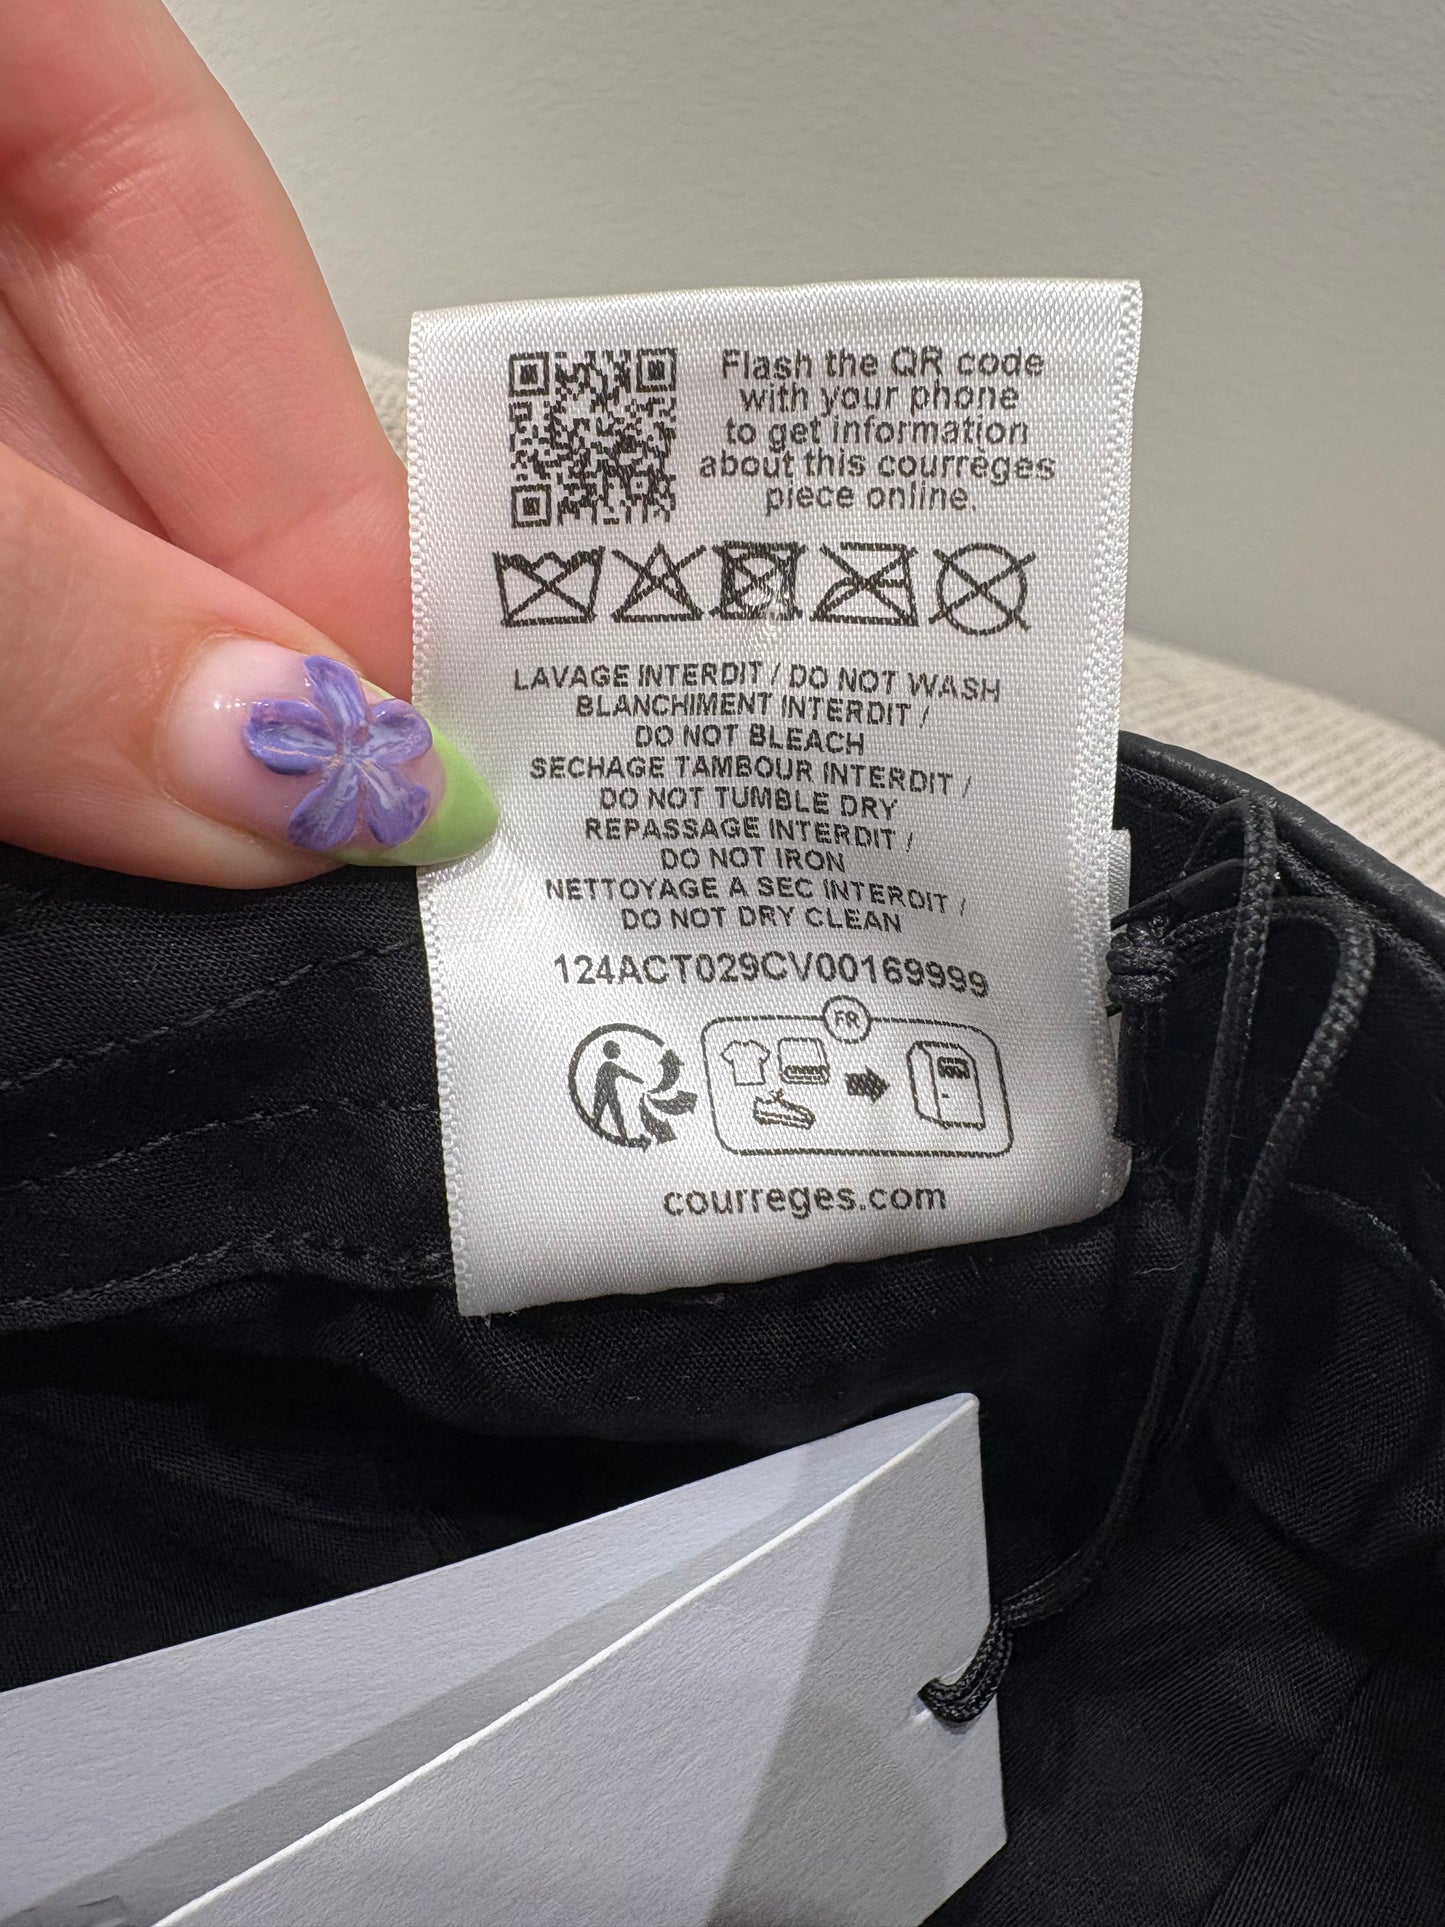 Flash the QR code
with your phone
to get information
about this courrèges
piece online.
LAVAGE INTERDIT / DO NOT WASH
BLANCHIMENT INTERDIT /
DO NOT BLEACH
SECHAGE TAMBOUR INTERDIT /
DO NOT TUMBLE DRY
REPASSAGE INTERDIT /
DO NOT IRON
NETTOYAGE A SEC INTERDIT /
DO NOT DRY CLEAN
124ACT029CV00169999
FR
courreges.com